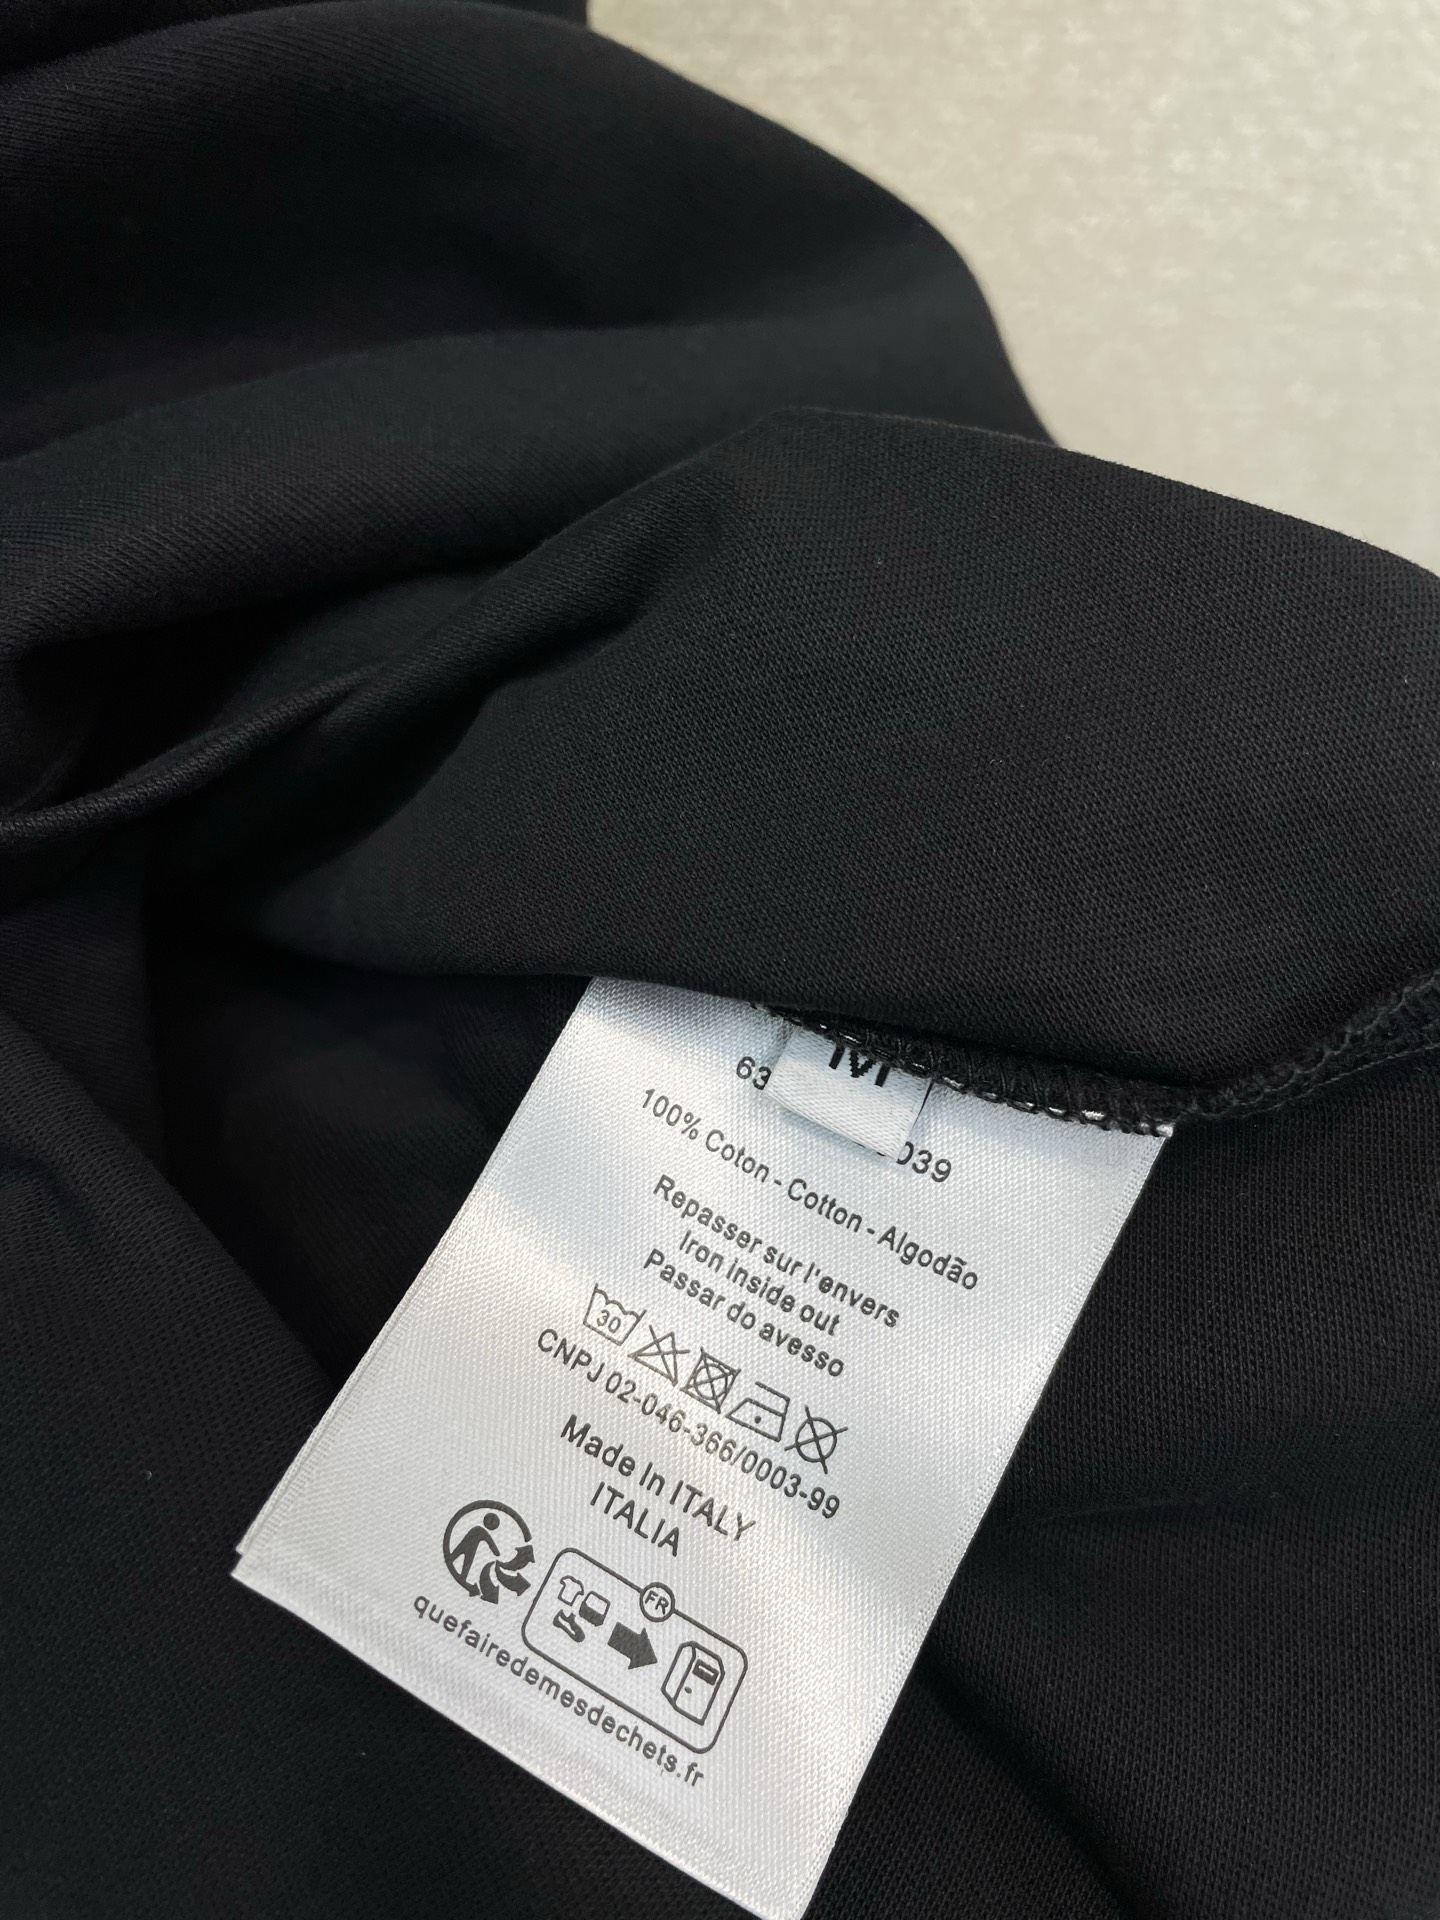 M
63
039
100% Coton - Cotton - Algodão
Repasser sur l'envers
Iron inside out
Passar do avesso
30
CNPJ 02-046-366/0003-99
Made In ITALY
ITALIA
FR
quefairedemesdechets.fr